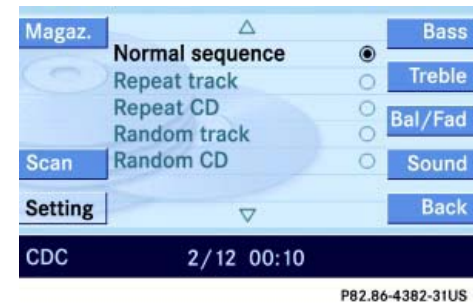 Magaz.
Bass
Normal sequence
Repeat track
Treble
Repeat CD
Bal/Fad
Random track
Scan
Random CD
Sound
Setting
Back
CDC 2/12 00:10
P82.86-4382-31US